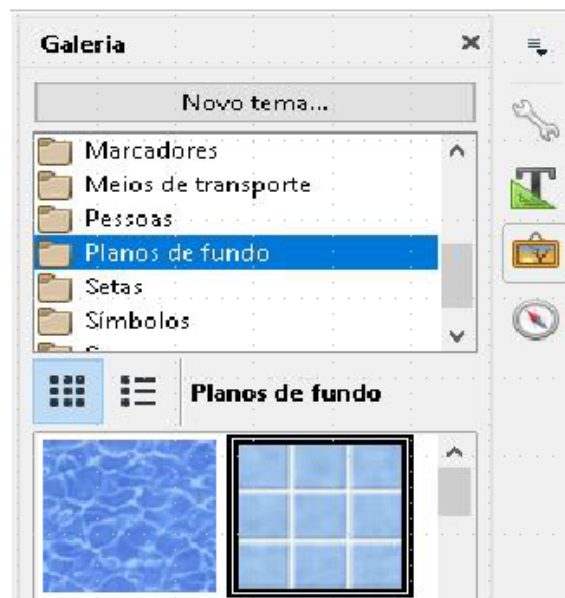 Galeria
Novo tema...
Marcadores
Meios de transporte
Pessoas
Planos de fundo
Setas
Símbolos
Planos de fundo